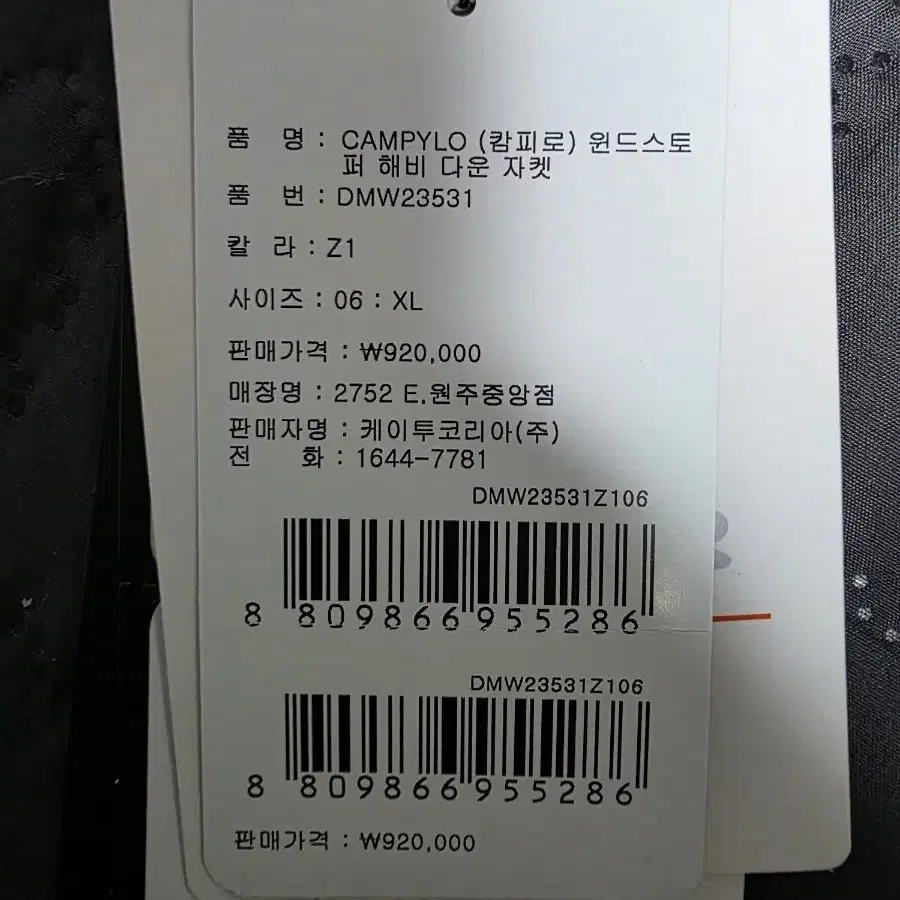 품 명 : CAMPYLO (캄피로) 윈드스토
퍼 해비 다운 자켓
품 번 : DMW23531
칼 라 : Z1
사이즈 : 06 : XL
판매가격 : ₩920,000
매장명 : 2752 E.원주중앙점
판매자명 : 케이투코리아(주)
전 화 : 1644-7781
DMW23531Z106
8 809866 955286
DMW23531Z106
8 809866 955286
판매가격 : ₩920,000